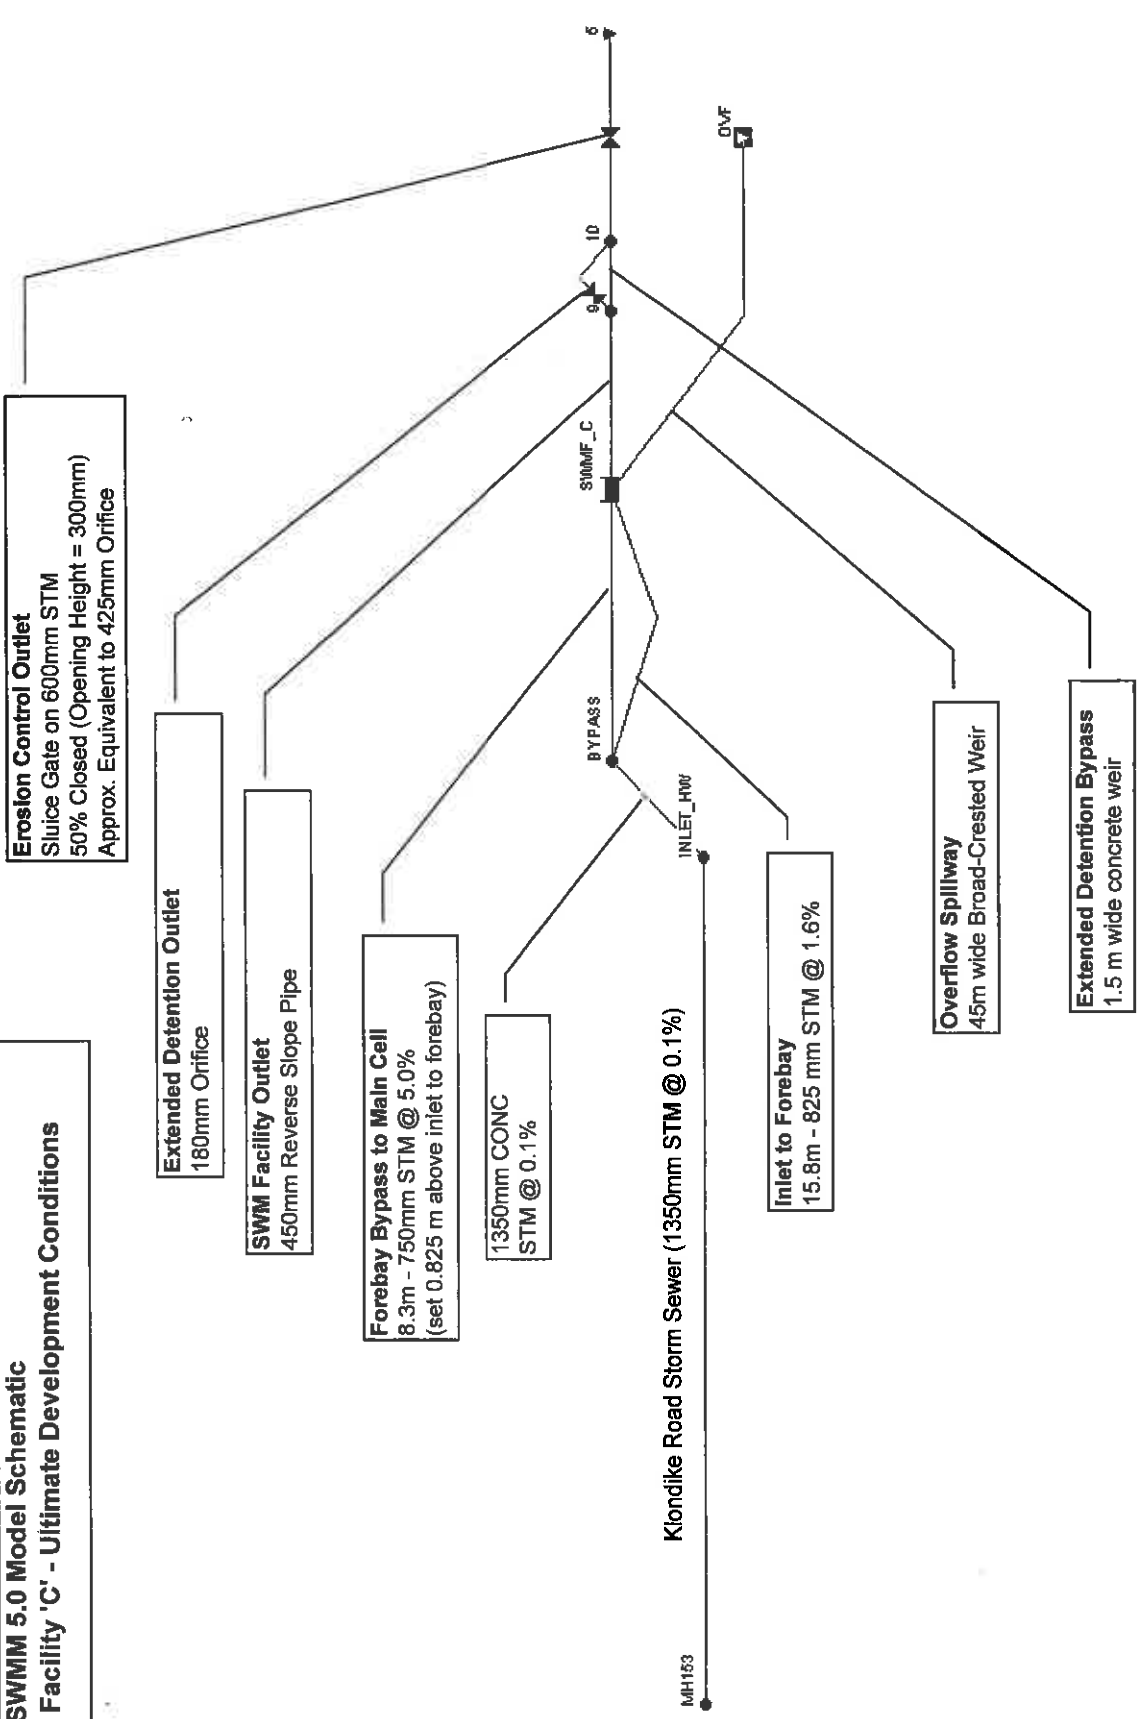 SWMM 5.0 Model Schematic
Facility 'C' - Ultimate Development Conditions
Erosion Control Outlet
Sluice Gate on 600mm STM
50% Closed (Opening Height = 300mm)
Approx. Equivalent to 425mm Orifice
Extended Detention Outlet
180mm Orifice
SWM Facility Outlet
450mm Reverse Slope Pipe
Forebay Bypass to Main Cell
8.3m - 750mm STM @ 5.0%
(set 0.825 m above inlet to forebay)
1350mm CONC
STM @ 0.1%
MH153
Klondike Road Storm Sewer (1350mm STM @ 0.1%)
INLET_HW
BYPASS
SWMF_C
9
10
OVF
Inlet to Forebay
15.8m - 825 mm STM @ 1.6%
Overflow Spillway
45m wide Broad-Crested Weir
Extended Detention Bypass
1.5 m wide concrete weir